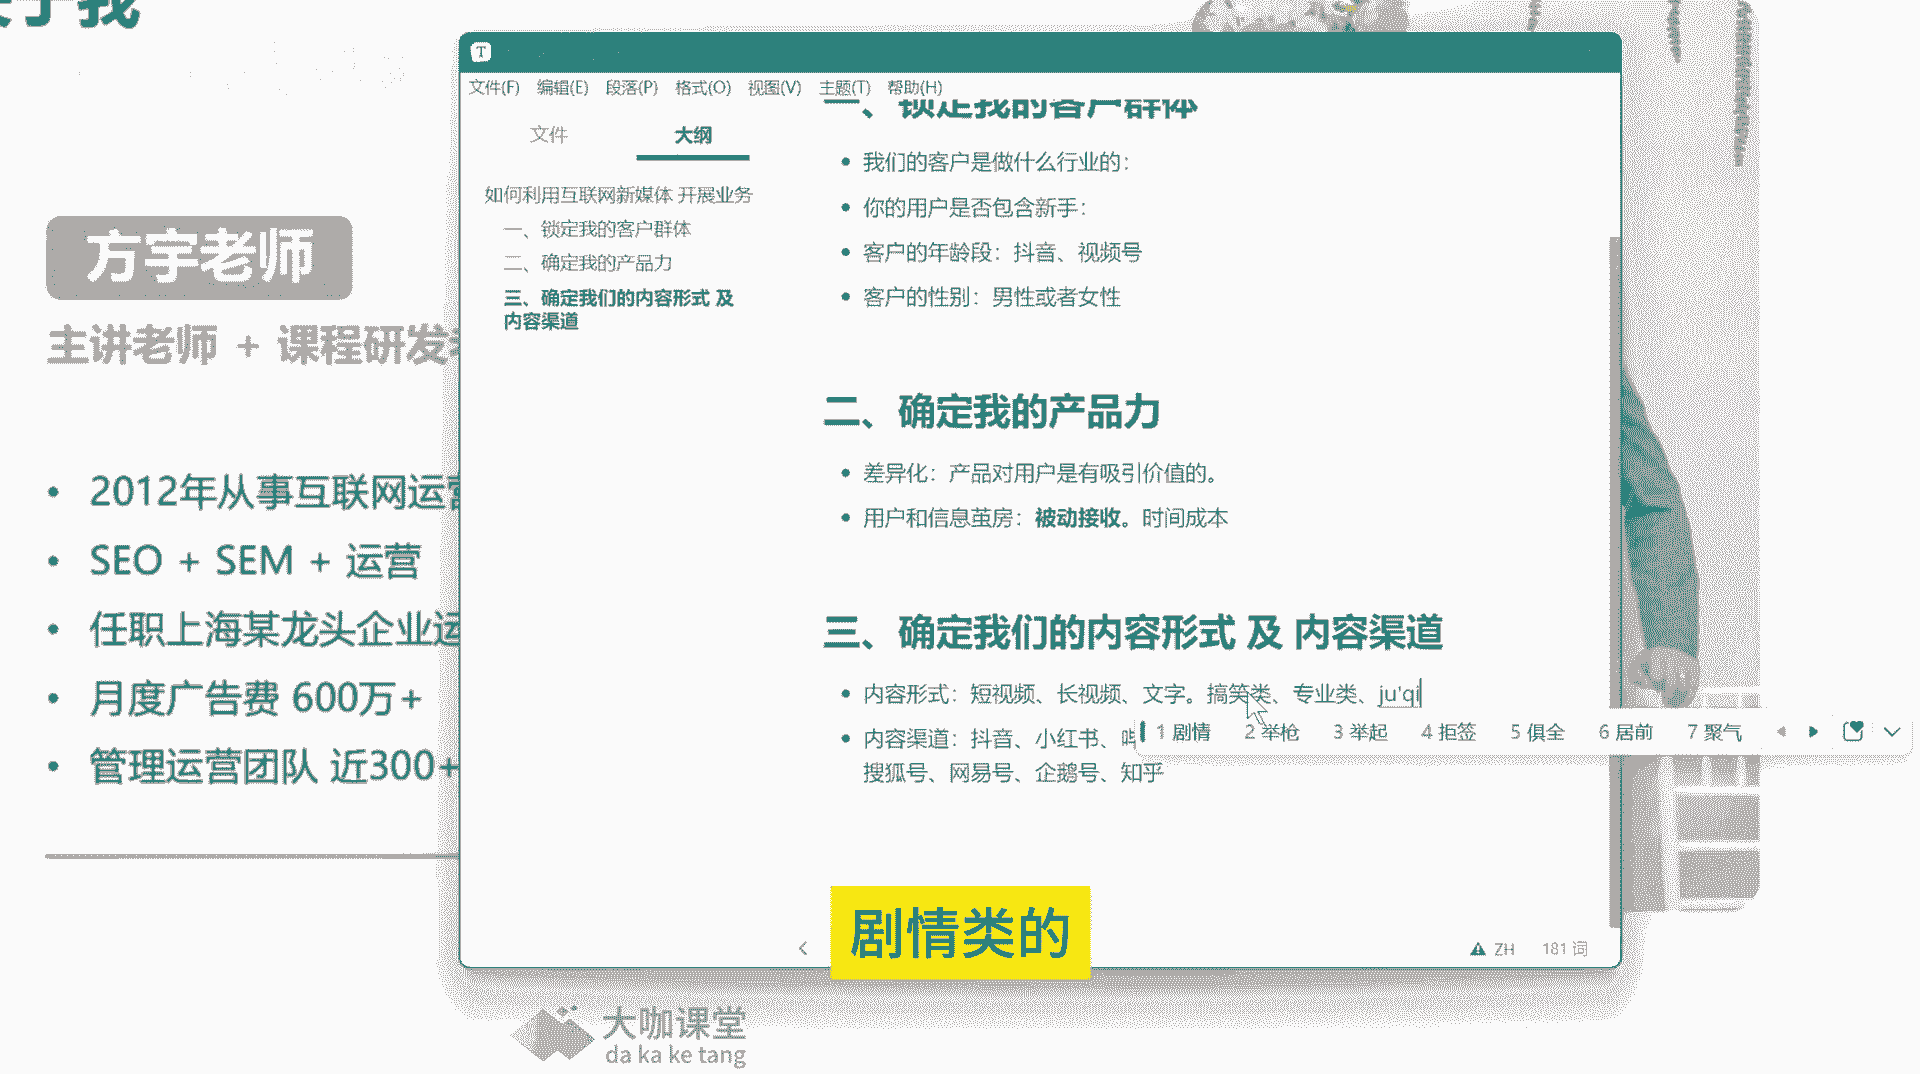 于我
方宇老师
主讲老师 + 课程研发
2012年从事互联网运营
SEO + SEM + 运营
任职上海某龙头企业运
月度广告费 600万+
管理运营团队 近300+
T
文件(F) 编辑(E) 段落(P) 格式(O) 视图(V) 主题(T) 帮助(H)
文件 大纲
如何利用互联网新媒体 开展业务
一、锁定我的客户群体
二、确定我的产品力
三、确定我们的内容形式 及
内容渠道
一、锁定我的客户群体
我们的客户是做什么行业的：
你的用户是否包含新手：
客户的年龄段：抖音、视频号
客户的性别：男性或者女性
二、确定我的产品力
差异化：产品对用户是有吸引价值的。
用户和信息茧房：被动接收。时间成本
三、确定我们的内容形式 及 内容渠道
内容形式：短视频、长视频、文字。搞笑类、专业类、ju'qi
1 剧情 2 举枪 3 举起 4 拒签 5 俱全 6 居前 7 聚气
内容渠道：抖音、小红书、
搜狐号、网易号、企鹅号、知乎
剧情类的
ZH 181 词
大咖课堂
da ka ke tang